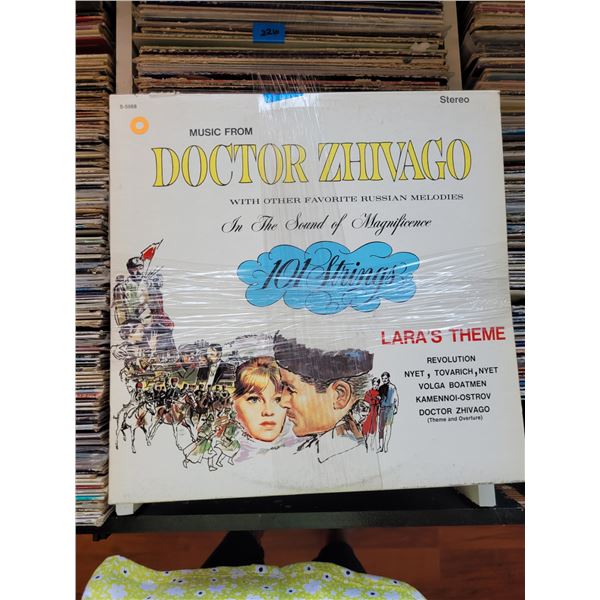 226
S-5068
Stereo
MUSIC FROM
DOCTOR ZHIVAGO
WITH OTHER FAVORITE RUSSIAN MELODIES
In The Sound of Magnificence
101 Strings
LARA'S THEME
REVOLUTION
NYET, TOVARICH, NYET
VOLGA BOATMEN
KAMENNOI-OSTROV
DOCTOR ZHIVAGO
(Theme and Overture)